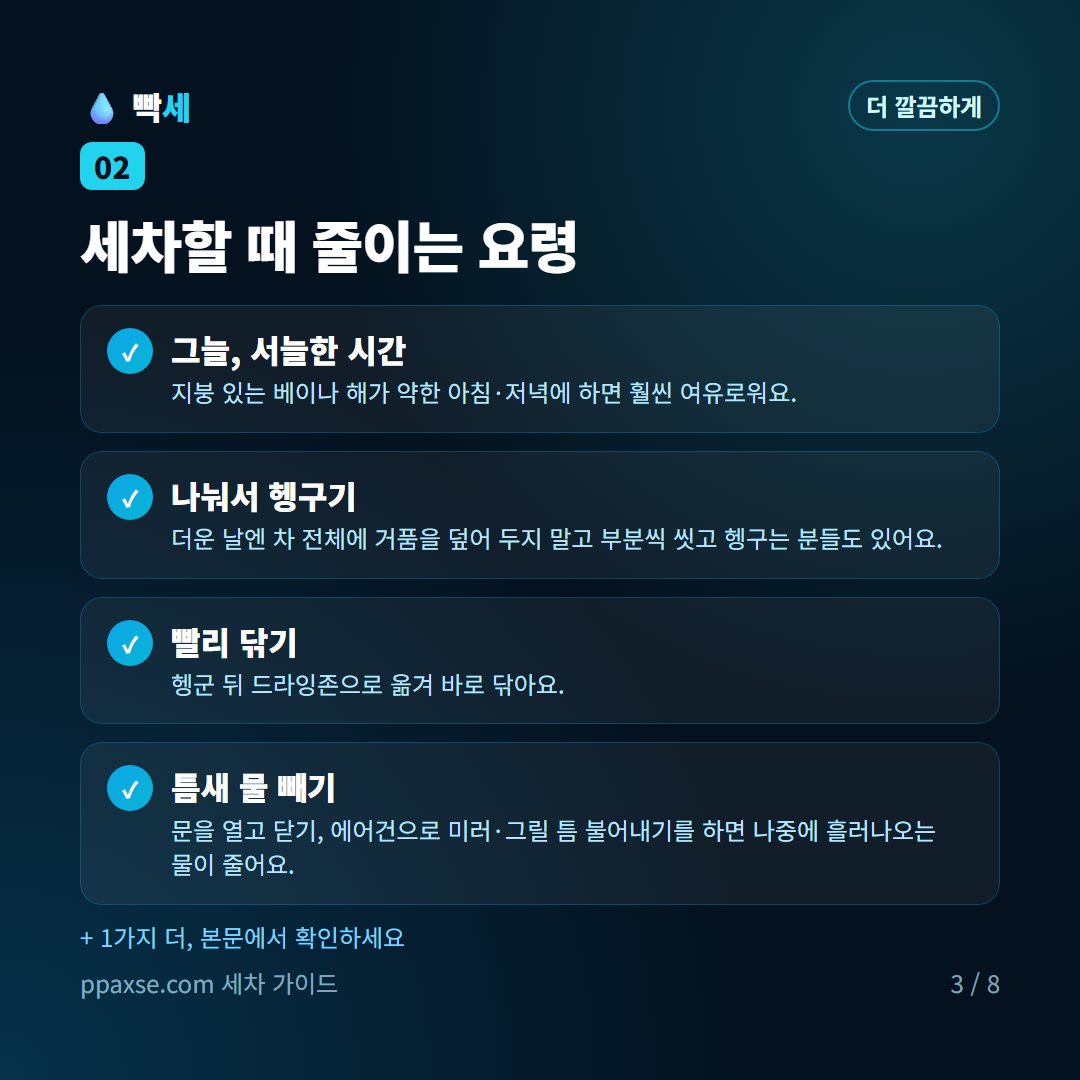 빡세
더 깔끔하게
02
세차할 때 줄이는 요령
그늘, 서늘한 시간
지붕 있는 베이나 해가 약한 아침·저녁에 하면 훨씬 여유로워요.
나눠서 헹구기
더운 날엔 차 전체에 거품을 덮어 두지 말고 부분씩 씻고 헹구는 분들도 있어요.
빨리 닦기
헹군 뒤 드라잉존으로 옮겨 바로 닦아요.
틈새 물 빼기
문을 열고 닫기, 에어건으로 미러·그릴 틈 불어내기를 하면 나중에 흘러나오는
물이 줄어요.
+ 1가지 더, 본문에서 확인하세요
ppaxse.com 세차 가이드
3 / 8